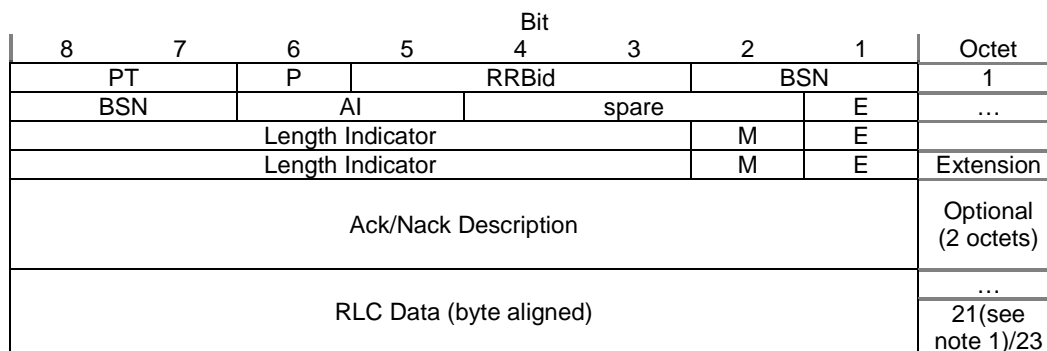 Bit
8 7 6 5 4 3 2 1 Octet
PT P RRBid BSN 1
BSN AI spare E …
Length Indicator M E
Length Indicator M E Extension
Ack/Nack Description Optional
(2 octets)
…
RLC Data (byte aligned) 21(see
note 1)/23